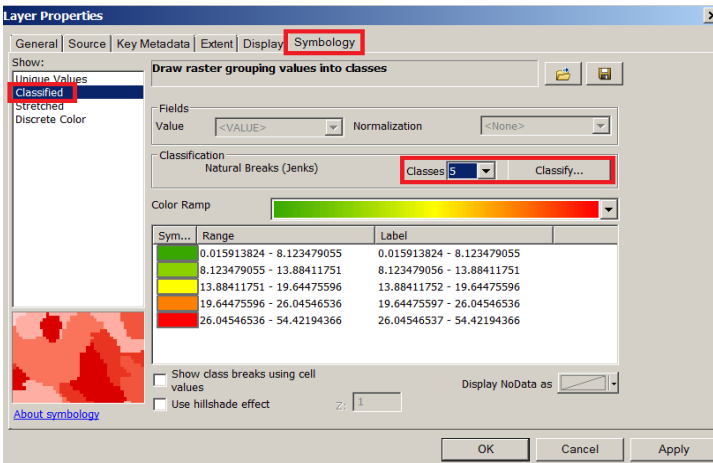 Layer Properties
General Source Key Metadata Extent Display Symbology
Show:
Unique Values
Classified
Stretched
Discrete Color
Draw raster grouping values into classes
Fields
Value <VALUE> Normalization <None>
Classification
Natural Breaks (Jenks) Classes 5 Classify...
Color Ramp
Sym... Range Label
0.015913824 - 8.123479055 0.015913824 - 8.123479055
8.123479055 - 13.88411751 8.123479056 - 13.88411751
13.88411751 - 19.64475596 13.88411752 - 19.64475596
19.64475596 - 26.04546536 19.64475597 - 26.04546536
26.04546536 - 54.42194366 26.04546537 - 54.42194366
Show class breaks using cell
values
Display NoData as
Use hillshade effect Z: 1
About symbology
OK Cancel Apply